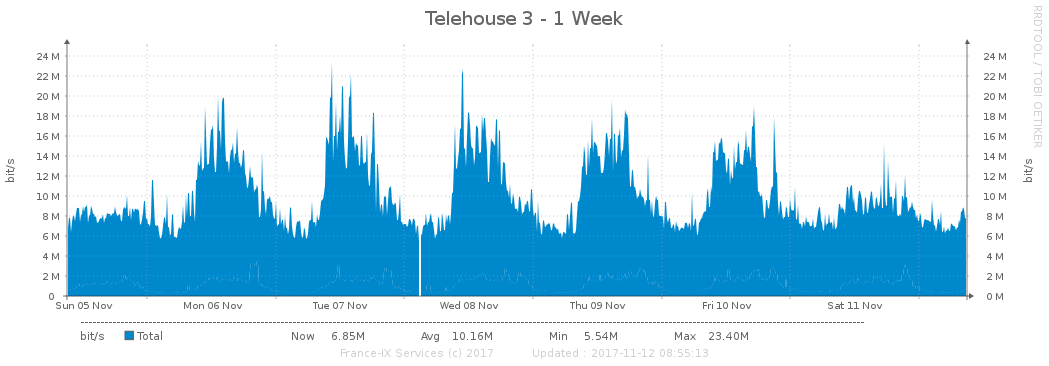 Telehouse 3 - 1 Week
RRDTOOL / TOBI OETIKER
bit/s
24 M 24 M
22 M 22 M
20 M 20 M
18 M 18 M
16 M 16 M
14 M 14 M
12 M 12 M
10 M 10 M
8 M 8 M
6 M 6 M
4 M 4 M
2 M 2 M
0 0 M
bit/s
Sun 05 Nov Mon 06 Nov Tue 07 Nov Wed 08 Nov Thu 09 Nov Fri 10 Nov Sat 11 Nov
bit/s Total Now 6.85M Avg 10.16M Min 5.54M Max 23.40M
France-IX Services (c) 2017 Updated : 2017-11-12 08:55:13